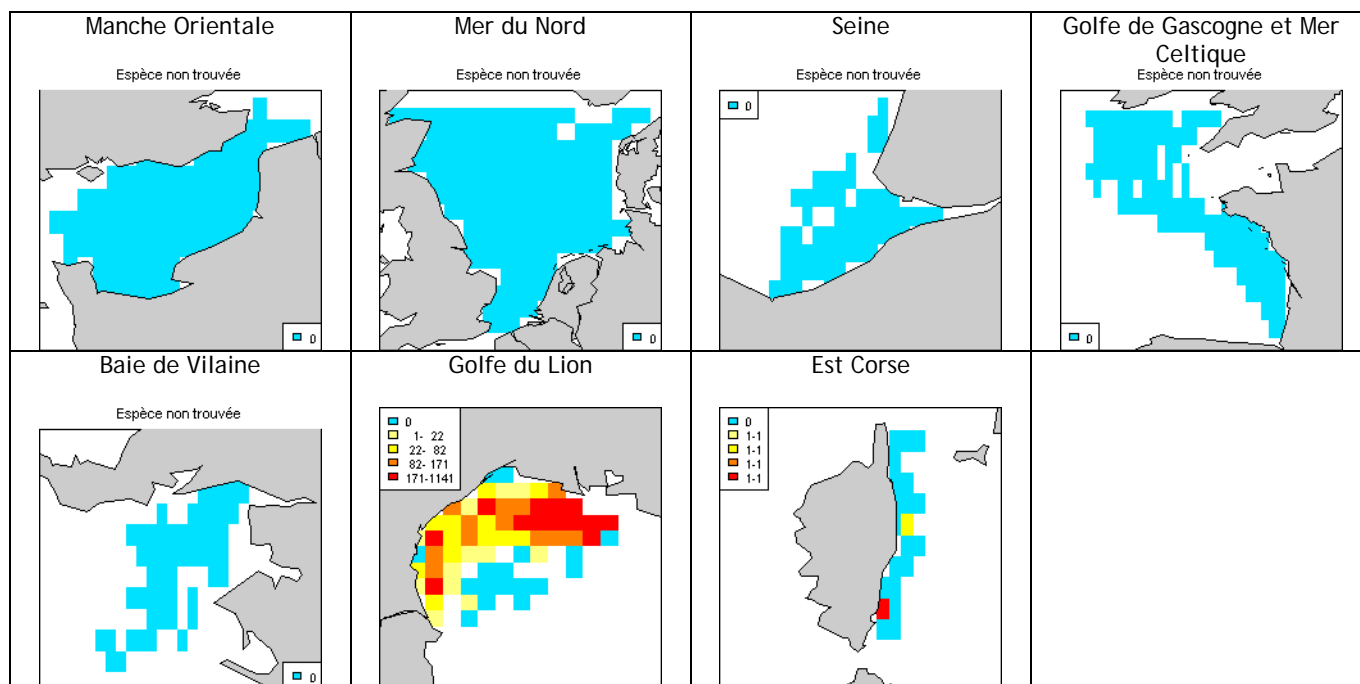 Manche Orientale
Espèce non trouvée
0
Mer du Nord
Espèce non trouvée
0
Seine
Espèce non trouvée
0
Golfe de Gascogne et Mer
Celtique
Espèce non trouvée
0
Baie de Vilaine
Espèce non trouvée
0
Golfe du Lion
0
1- 22
22- 82
82- 171
171-1141
Est Corse
0
1-1
1-1
1-1
1-1